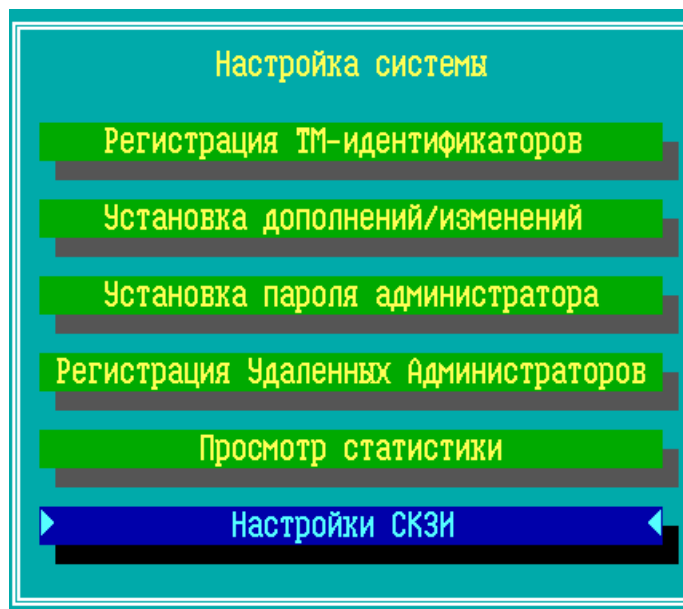 Настройка системы
Регистрация ТМ-идентификаторов
Установка дополнений/изменений
Установка пароля администратора
Регистрация Удаленных Администраторов
Просмотр статистики
Настройки СКЗИ